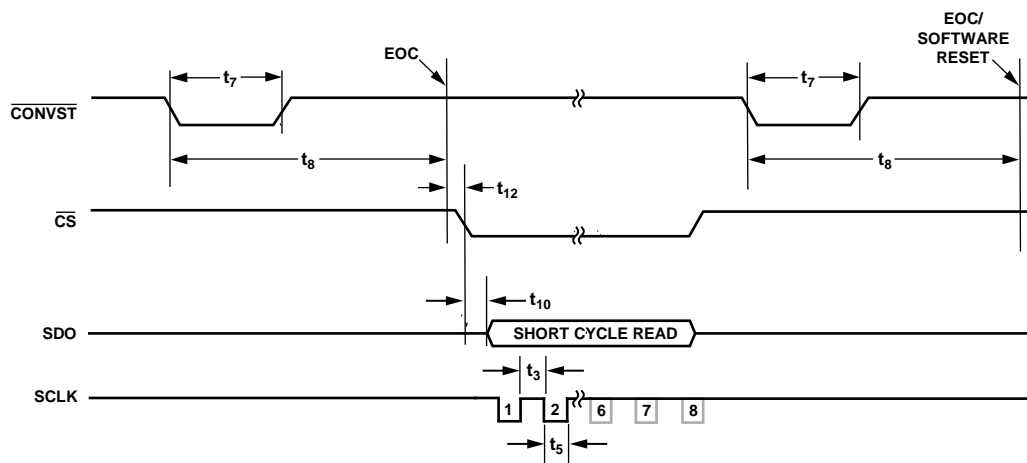 EOC
EOC/
SOFTWARE
RESET
t7
t7
CONVST
t8
t8
t12
CS
t10
SDO
SHORT CYCLE READ
t3
SCLK
1
2
6
7
8
t5